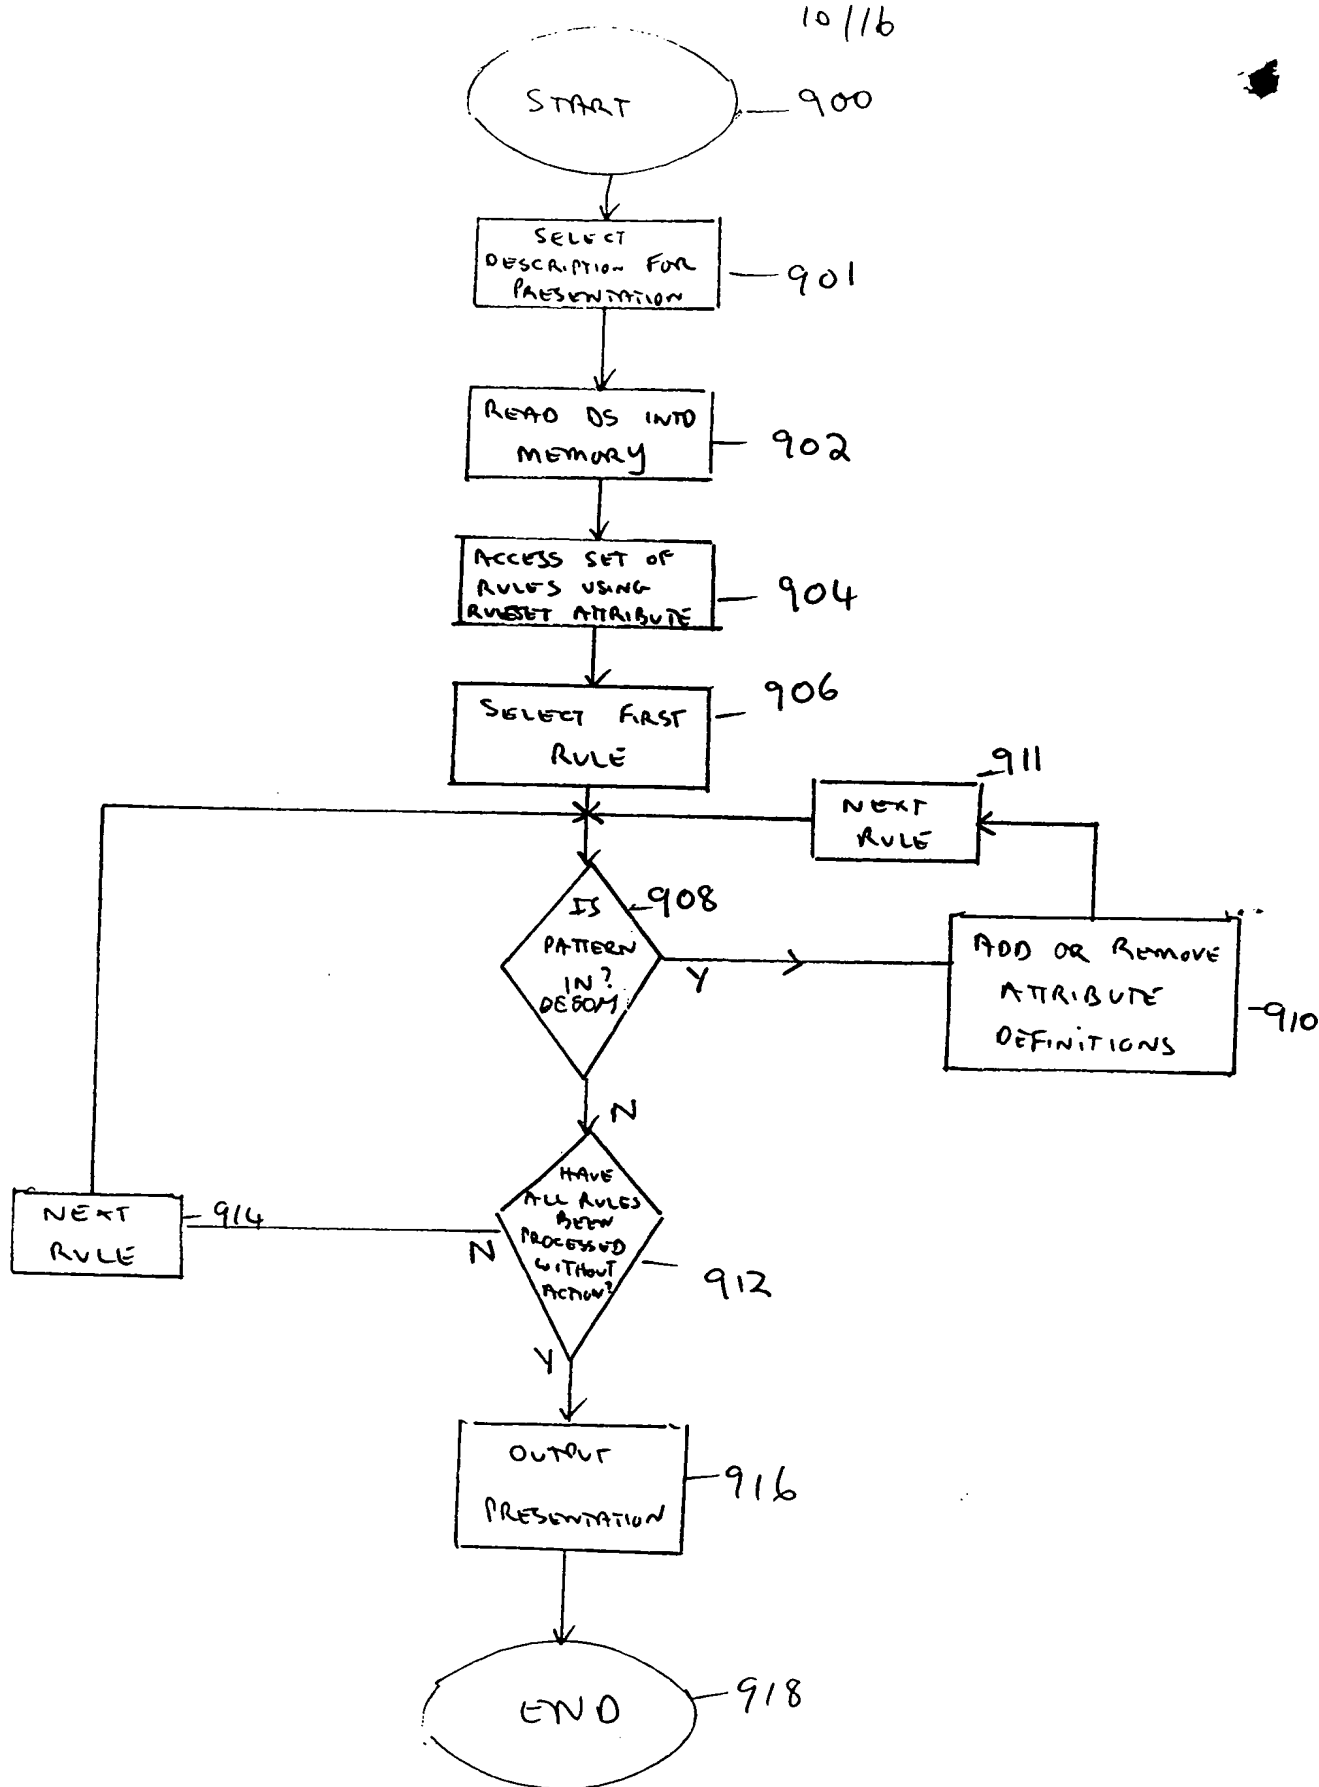 10/16
START
900
SELECT
DESCRIPTION FOR
PRESENTATION
901
READ DS INTO
MEMORY
902
ACCESS SET OF
RULES USING
RULESET ATTRIBUTE
904
SELECT FIRST
RULE
906
911
NEXT
RULE
908
IS
PATTERN
IN?
Y
ADD OR REMOVE
ATTRIBUTE
DEFINITIONS
910
N
HAVE
ALL RULES
BEEN
PROCESSED
WITHOUT
ACTION?
912
N
NEXT
RULE
914
Y
OUTPUT
PRESENTATION
916
END
918